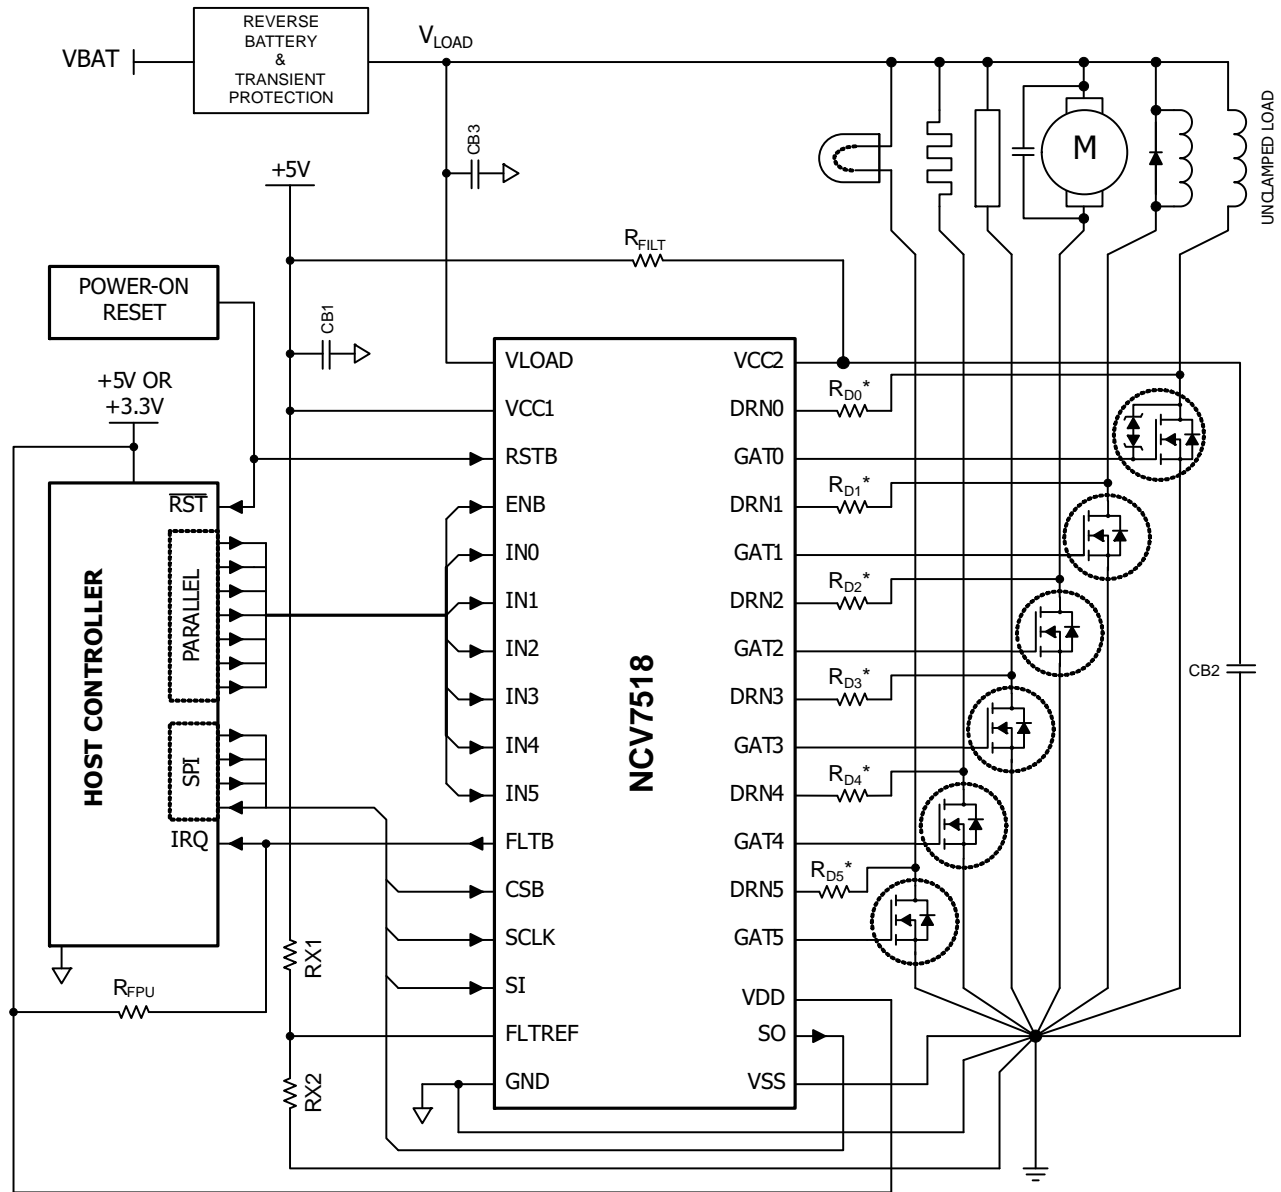 REVERSE
BATTERY
&
TRANSIENT
PROTECTION
VBAT
VLOAD
CB3
+5V
RFILT
M
UNCLAMPED LOAD
POWER-ON
RESET
CB1
+5V OR
+3.3V
HOST CONTROLLER
RST
PARALLEL
SPI
IRQ
RFPU
RX1
RX2
NCV7518
VLOAD
VCC1
RSTB
ENB
IN0
IN1
IN2
IN3
IN4
IN5
FLTB
CSB
SCLK
SI
FLTREF
GND
VCC2
DRN0
GAT0
DRN1
GAT1
DRN2
GAT2
DRN3
GAT3
DRN4
GAT4
DRN5
GAT5
VDD
SO
VSS
RD0*
RD1*
RD2*
RD3*
RD4*
RD5*
CB2